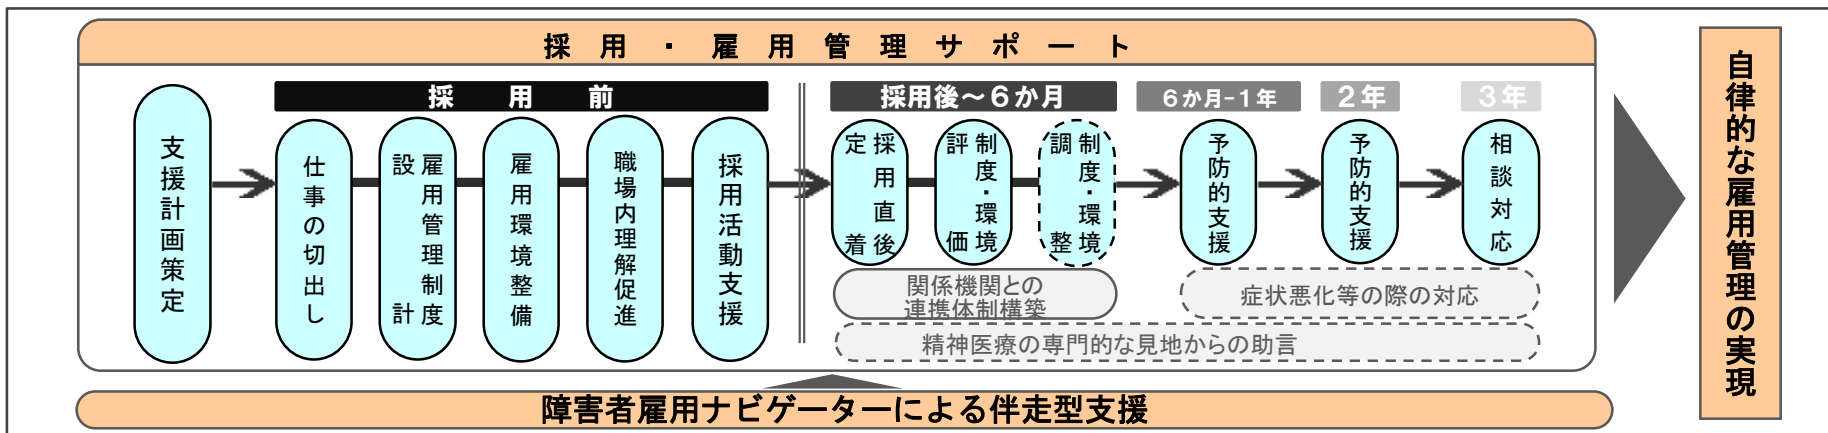 採用・雇用管理サポート
支援計画策定
採用前
仕事の切出し
雇用管理制度
設計
雇用環境整備
職場内理解促進
採用活動支援
採用後～６か月
採用直後
定着
制度・環境
評価
制度・環境
調整
６か月-１年
予防的支援
２年
予防的支援
３年
相談対応
関係機関との
連携体制構築
症状悪化等の際の対応
精神医療の専門的な見地からの助言
障害者雇用ナビゲーターによる伴走型支援
自律的な雇用管理の実現